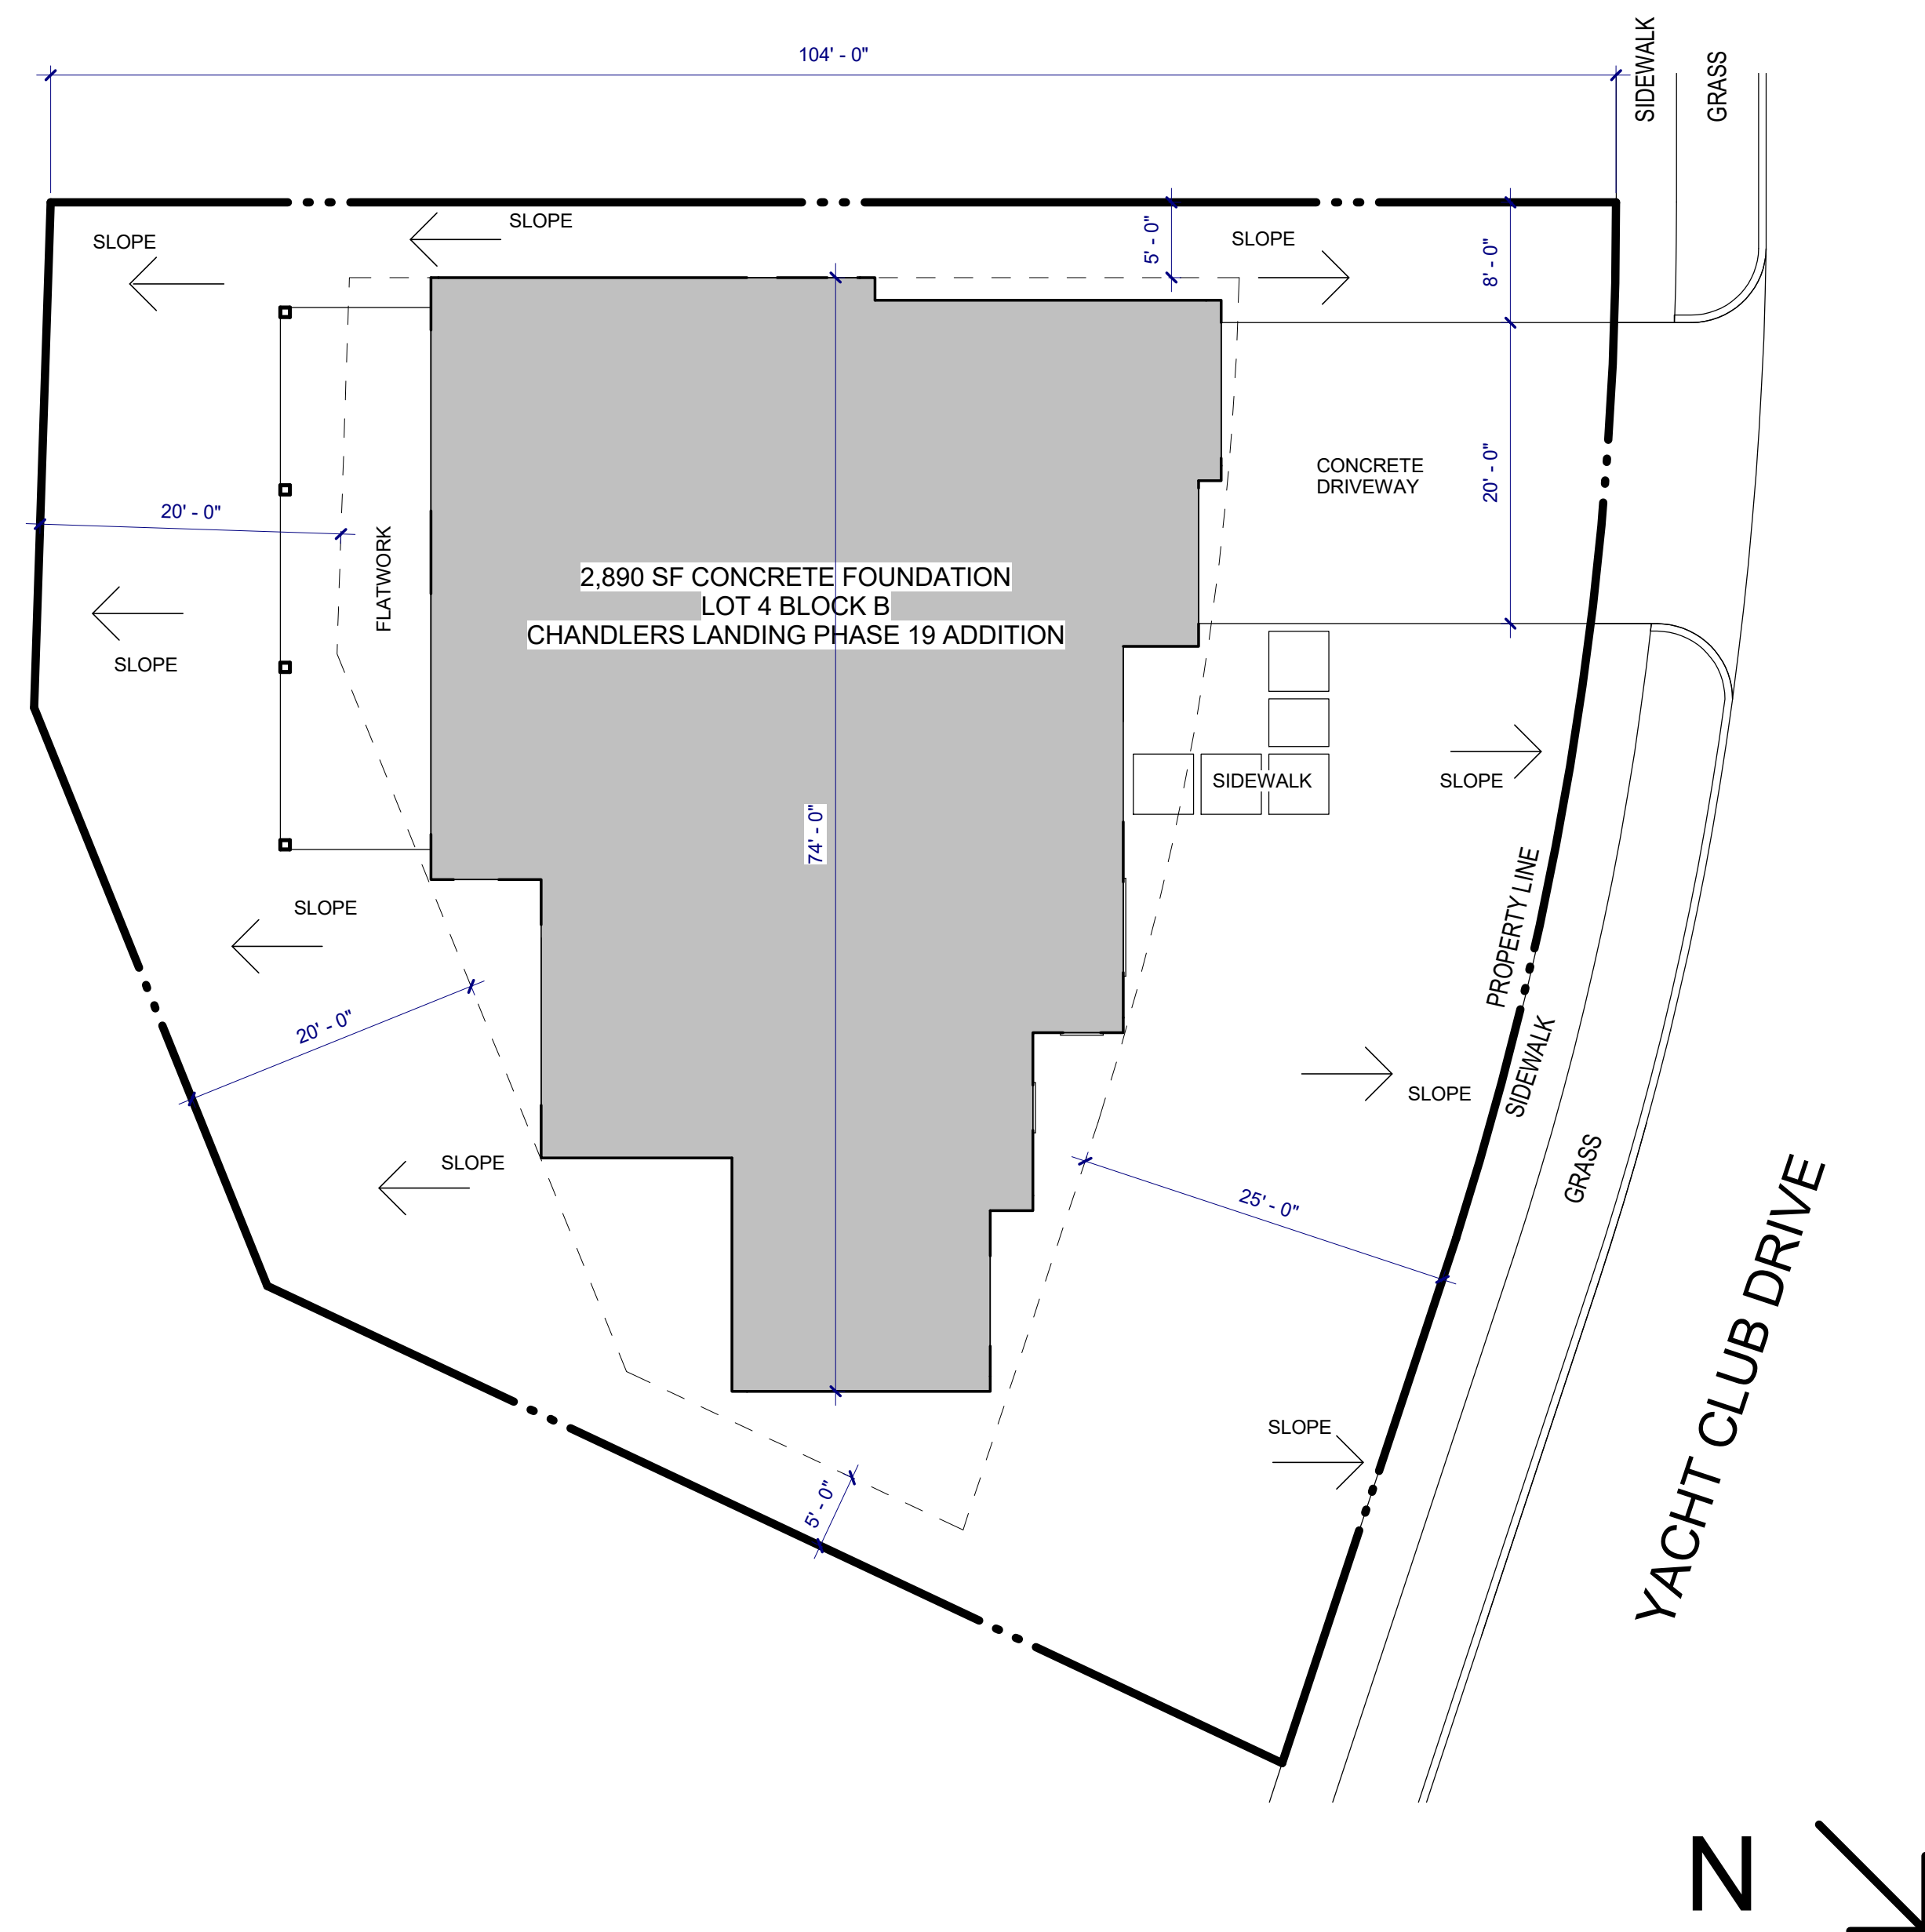 104' - 0"
SIDEWALK
GRASS
SLOPE
SLOPE
SLOPE
5' - 0"
8' - 0"
20' - 0"
CONCRETE
DRIVEWAY
20' - 0"
FLATWORK
2,890 SF CONCRETE FOUNDATION
LOT 4 BLOCK B
CHANDLERS LANDING PHASE 19 ADDITION
SLOPE
SIDEWALK
SLOPE
74' - 0"
PROPERTY LINE
SLOPE
20' - 0"
SIDEWALK
SLOPE
SLOPE
GRASS
25' - 0"
YACHT CLUB DRIVE
SLOPE
5' - 0"
N